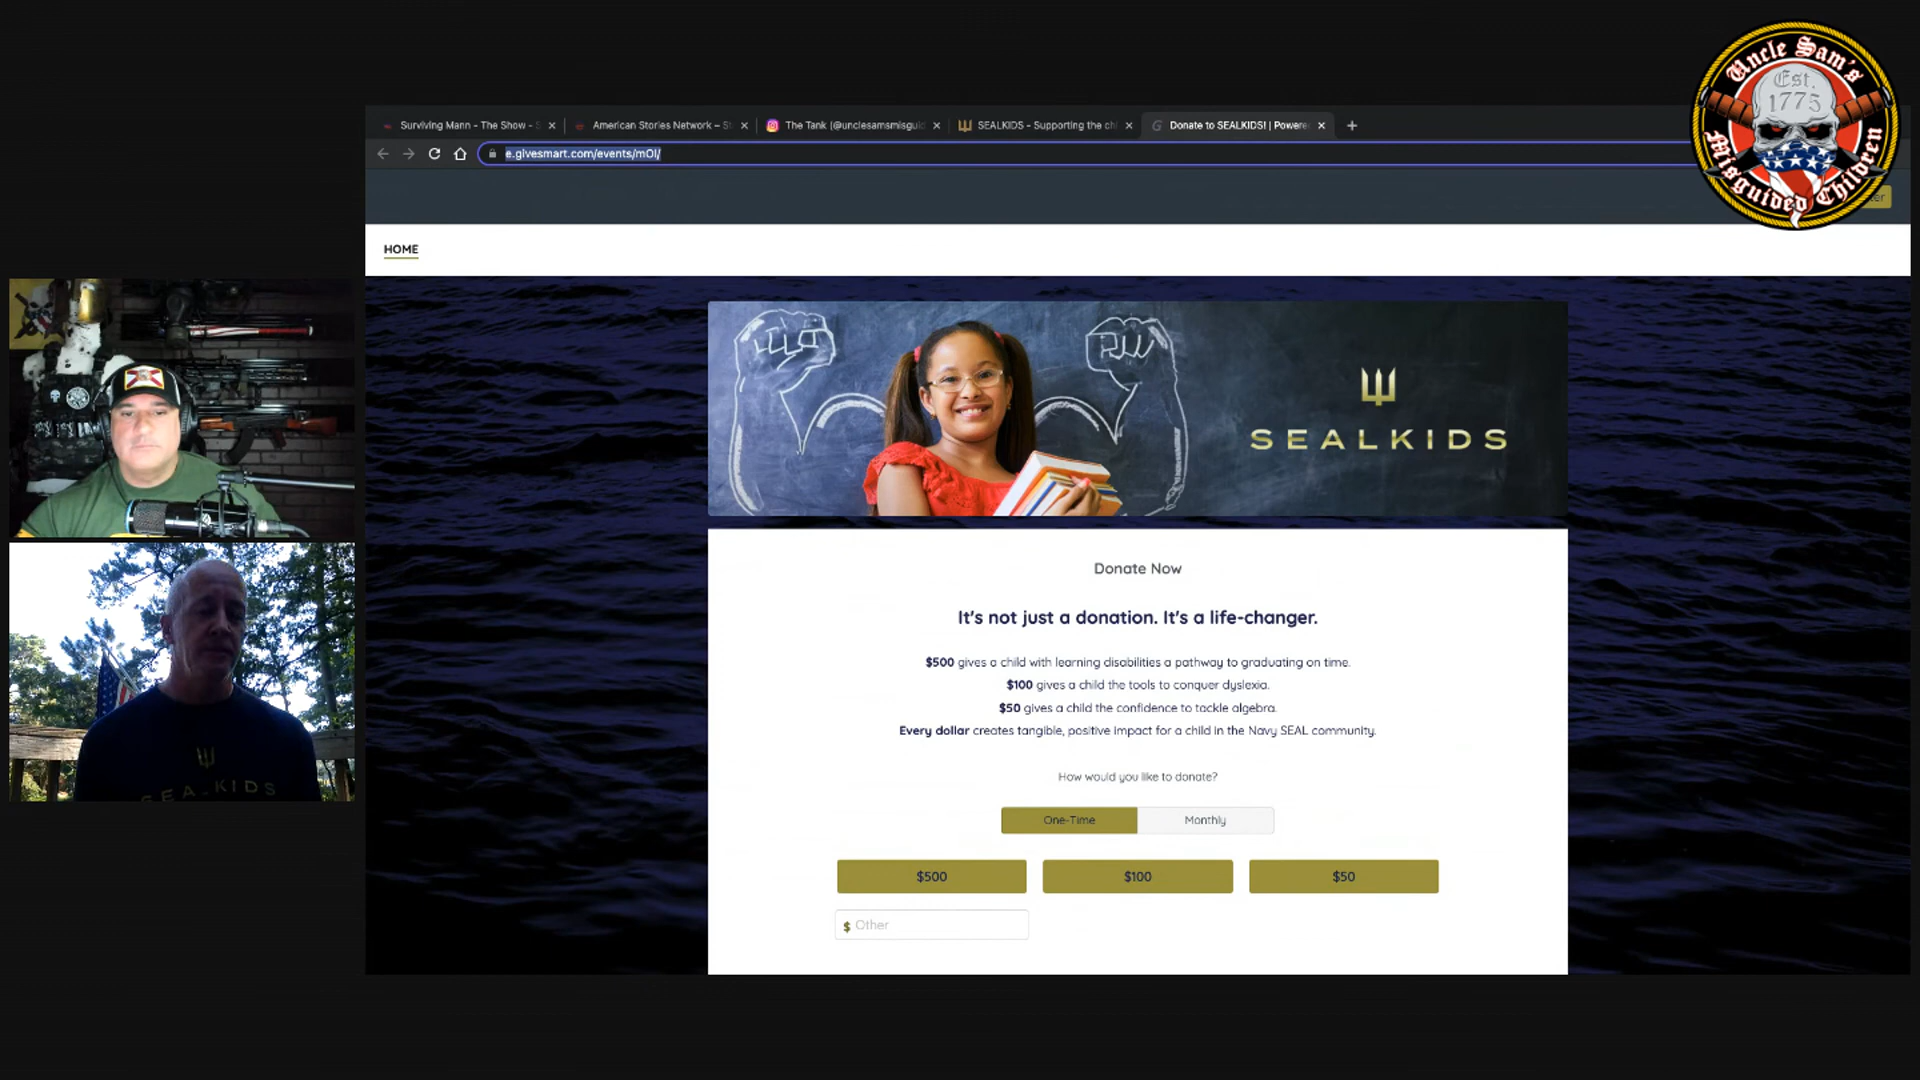 Uncle Sam's
Est.
1775
Misguided Children
Surviving Mann - The Show - S
American Stories Network – St
The Tank (@unclesamsmisguid
SEALKIDS - Supporting the chi
Donate to SEALKIDS! | Powere
e.givesmart.com/events/mOI/
HOME
SEALKIDS
Donate Now
It's not just a donation. It's a life-changer.
$500 gives a child with learning disabilities a pathway to graduating on time.
$100 gives a child the tools to conquer dyslexia.
$50 gives a child the confidence to tackle algebra.
Every dollar creates tangible, positive impact for a child in the Navy SEAL community.
How would you like to donate?
One-Time
Monthly
$500
$100
$50
$ Other
SEALKIDS